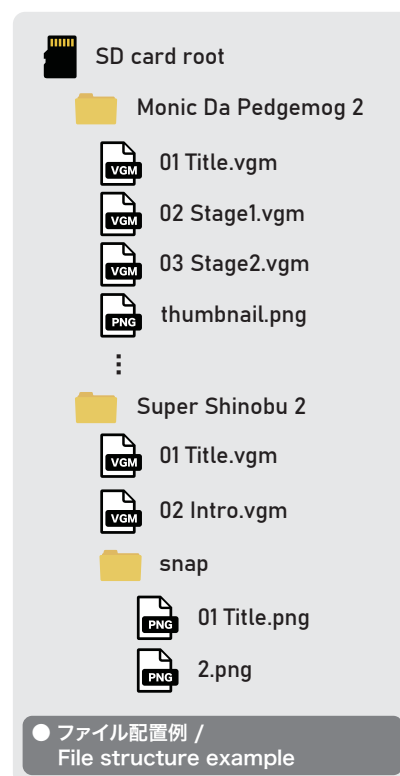 SD card root
Monic Da Pedgemog 2
VGM 01 Title.vgm
VGM 02 Stage1.vgm
VGM 03 Stage2.vgm
PNG thumbnail.png
⋮
Super Shinobu 2
VGM 01 Title.vgm
VGM 02 Intro.vgm
snap
PNG 01 Title.png
PNG 2.png
● ファイル配置例 /
File structure example